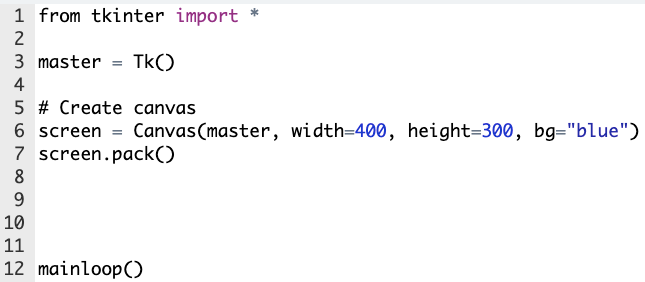 1 from tkinter import *
2
3 master = Tk()
4
5 # Create canvas
6 screen = Canvas(master, width=400, height=300, bg="blue")
7 screen.pack()
8
9
10
11
12 mainloop()